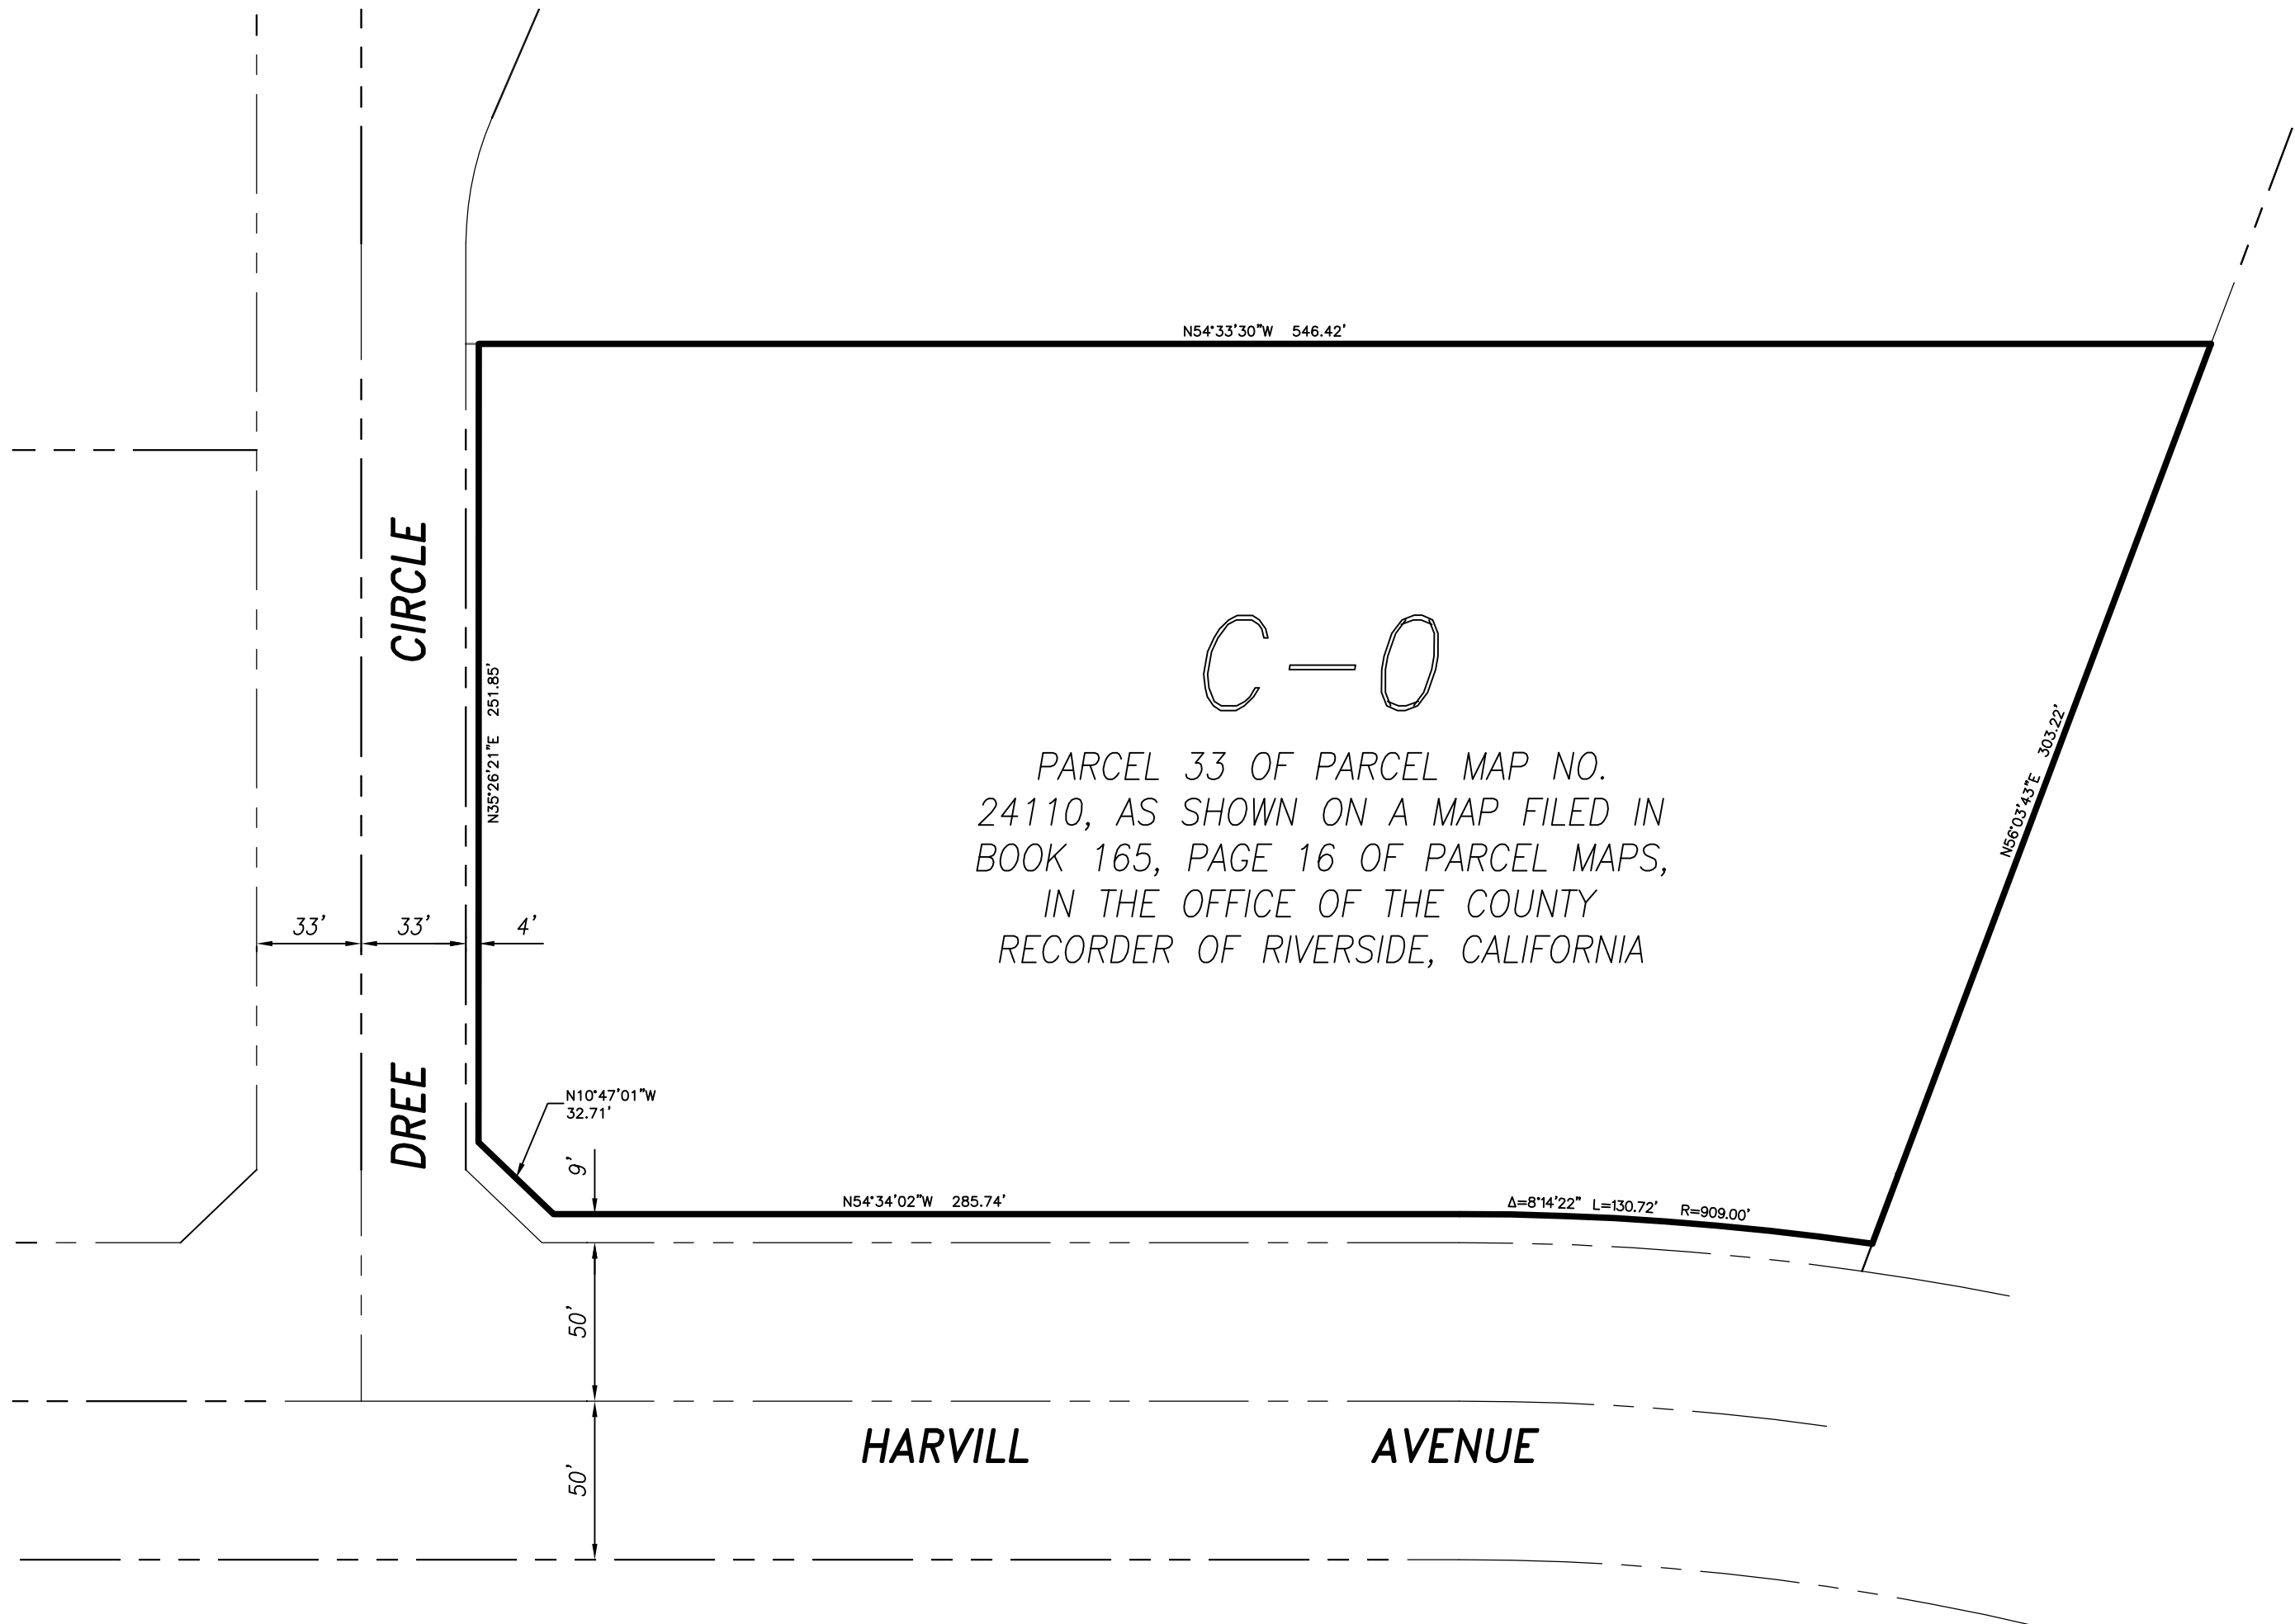 N54°33'30"W 546.42'
CIRCLE
N35°26'21"E 251.85'
C-O
PARCEL 33 OF PARCEL MAP NO.
24110, AS SHOWN ON A MAP FILED IN
BOOK 165, PAGE 16 OF PARCEL MAPS,
IN THE OFFICE OF THE COUNTY
RECORDER OF RIVERSIDE, CALIFORNIA
N56°03'43"E 303.22'
33'
33'
4'
DREE
N10°47'01"W
32.71'
9'
N54°34'02"W 285.74'
Δ=8°14'22" L=130.72' R=909.00'
50'
HARVILL AVENUE
50'